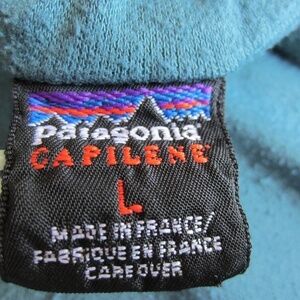 patagonia
CAPILENE
L
MADE IN FRANCE/
FABRIQUE EN FRANCE
CARE OVER